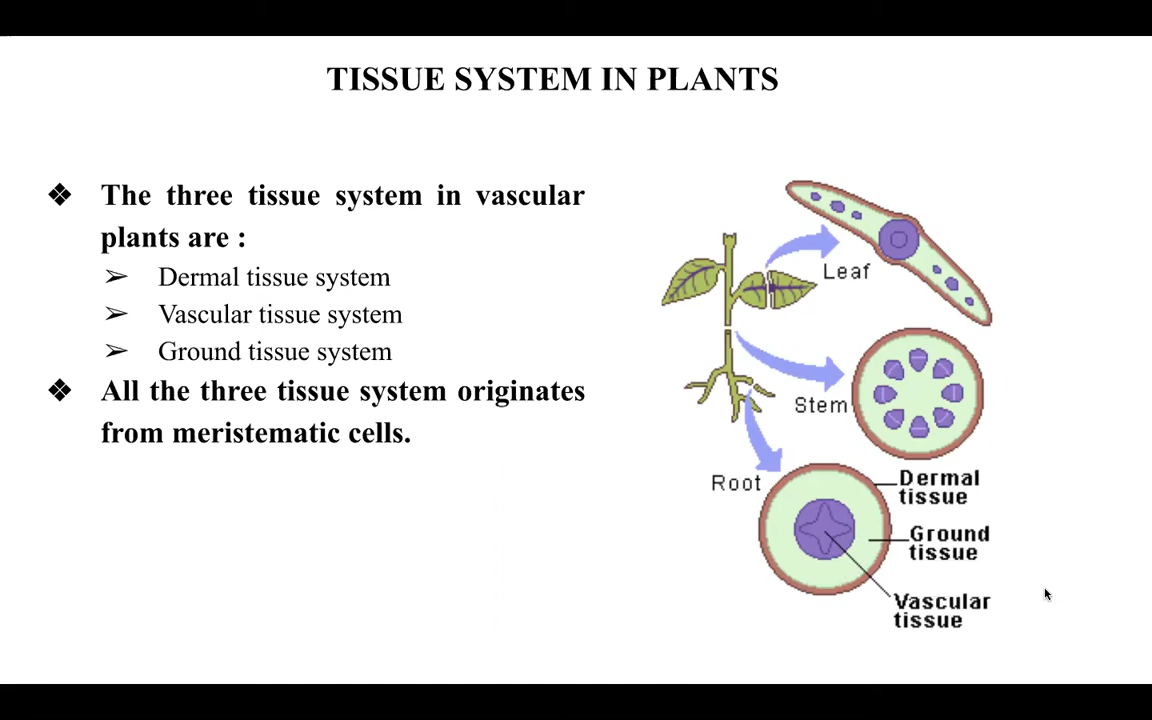 TISSUE SYSTEM IN PLANTS
❖ The three tissue system in vascular
plants are :
➢ Dermal tissue system
➢ Vascular tissue system
➢ Ground tissue system
❖ All the three tissue system originates
from meristematic cells.
Leaf
Stem
Root
Dermal
tissue
Ground
tissue
Vascular
tissue